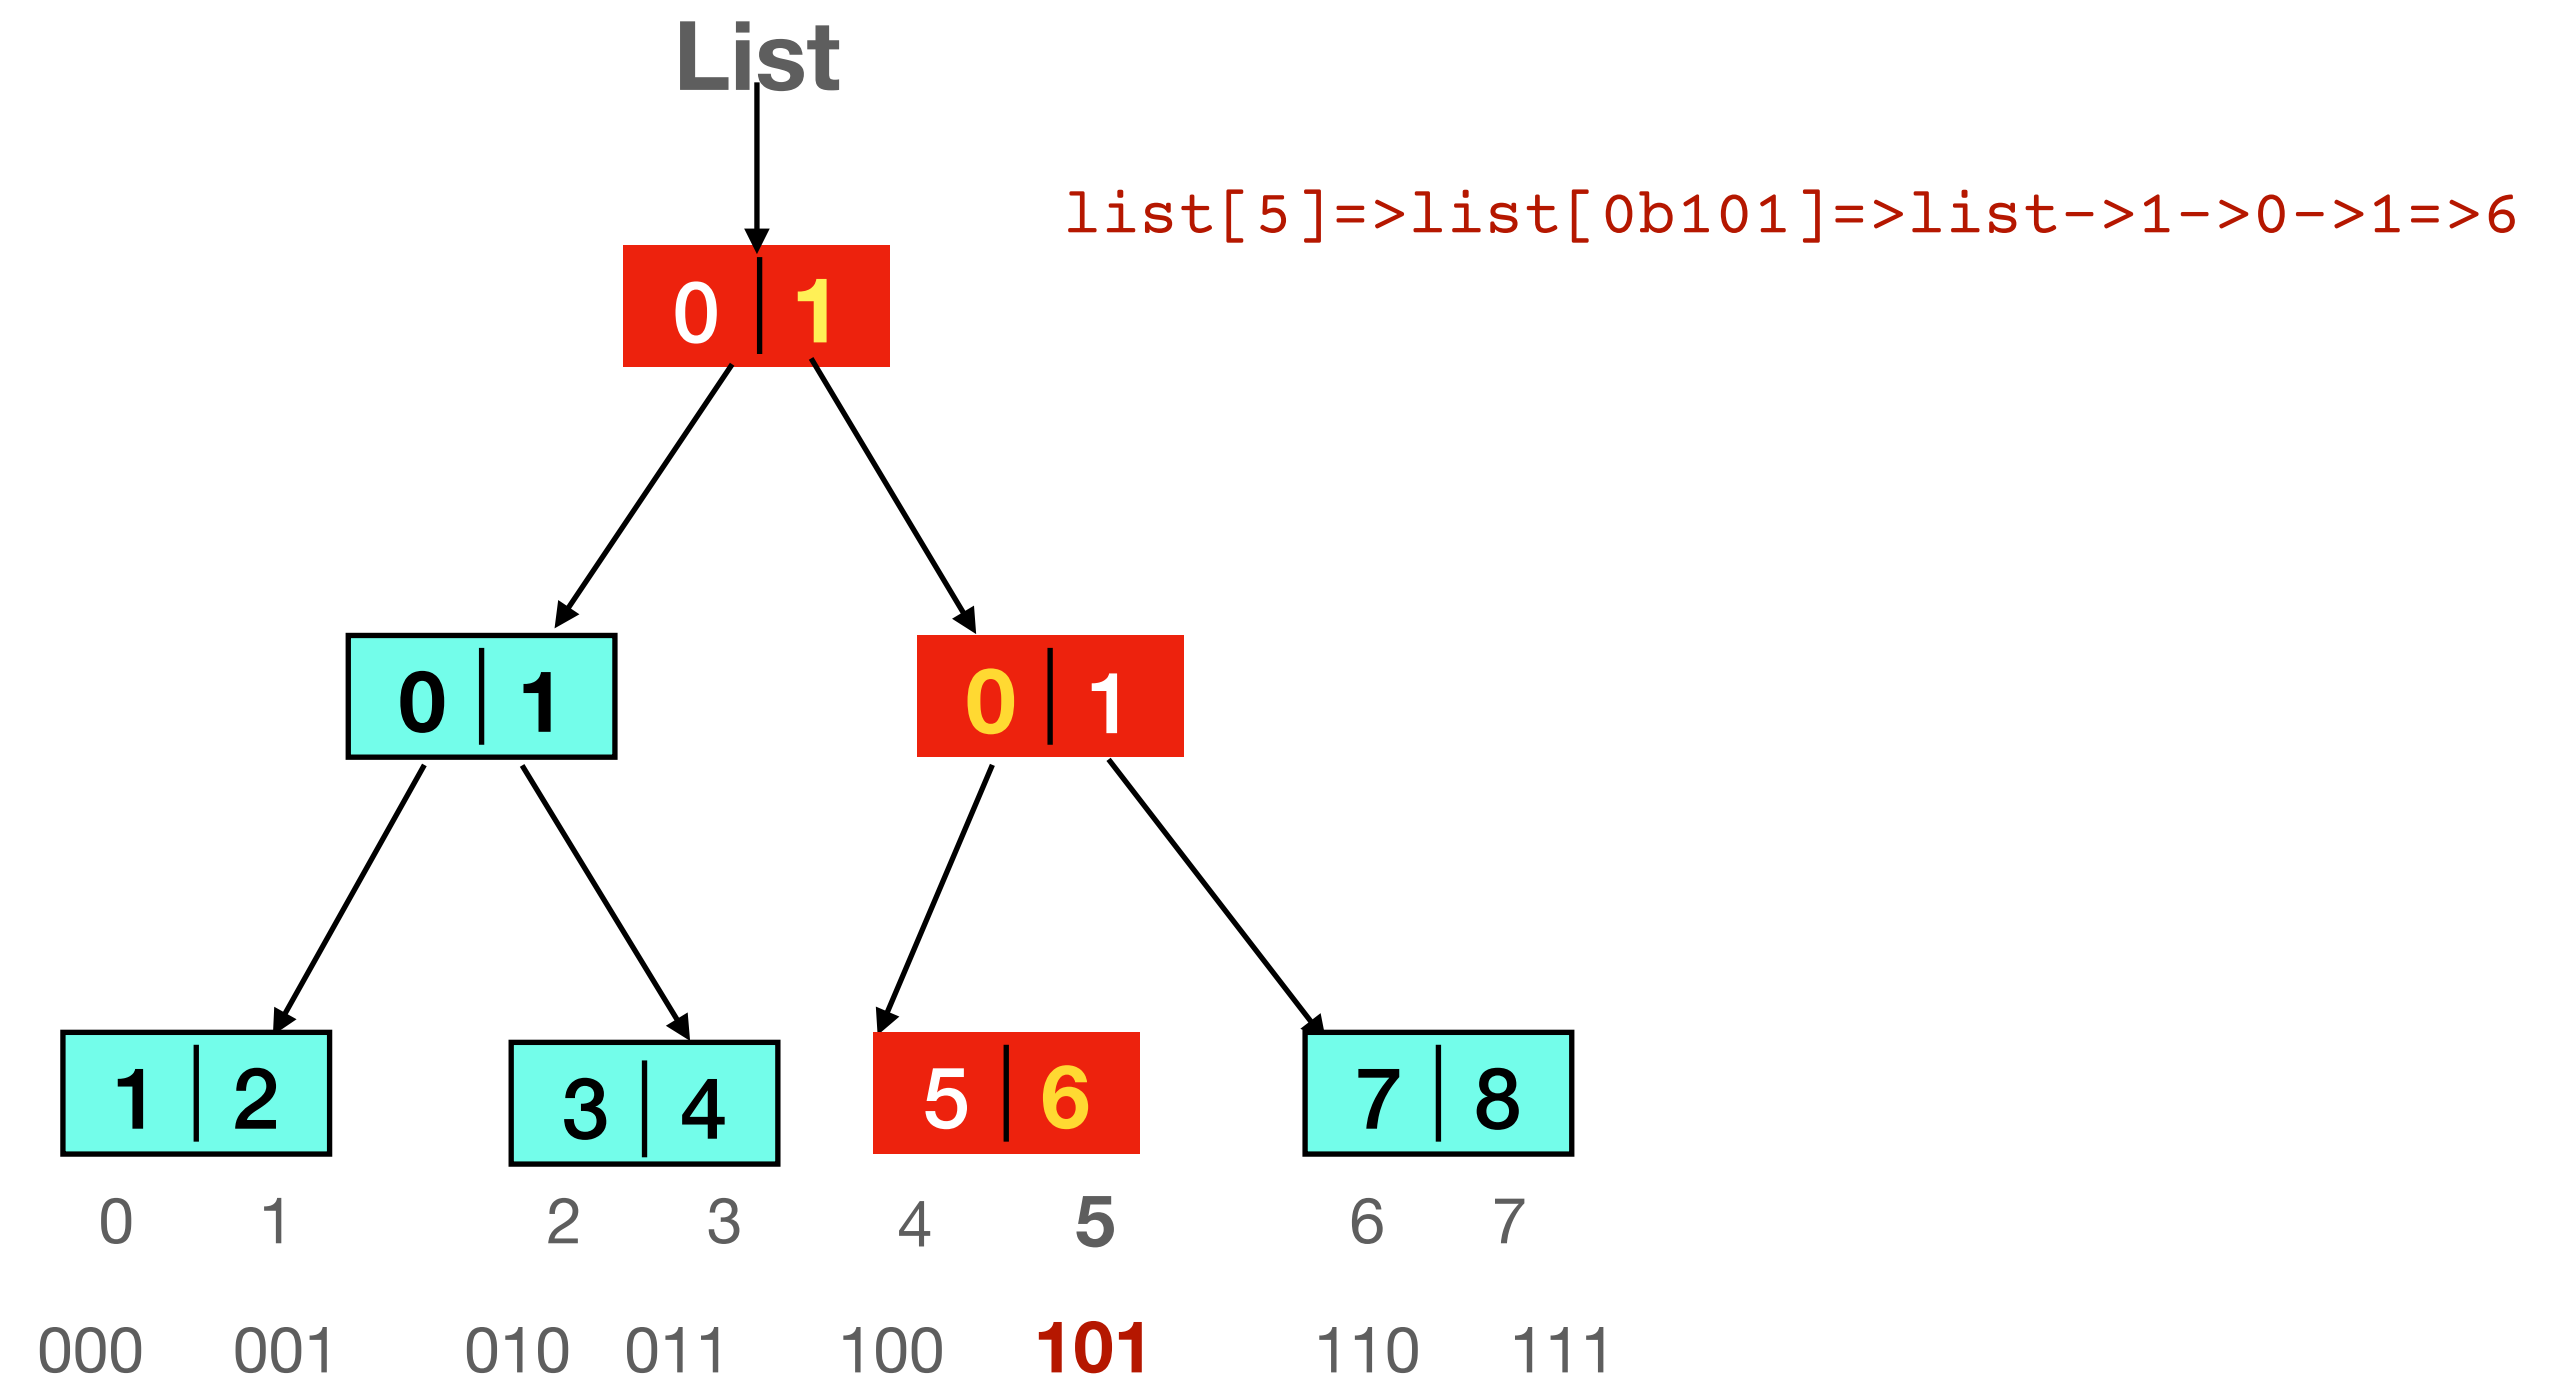 List
list[5]=>list[0b101]=>list->1->0->1=>6
0 1
0 1 0 1
1 2 3 4 5 6 7 8
0 1 2 3 4 5 6 7
000 001 010 011 100 101 110 111